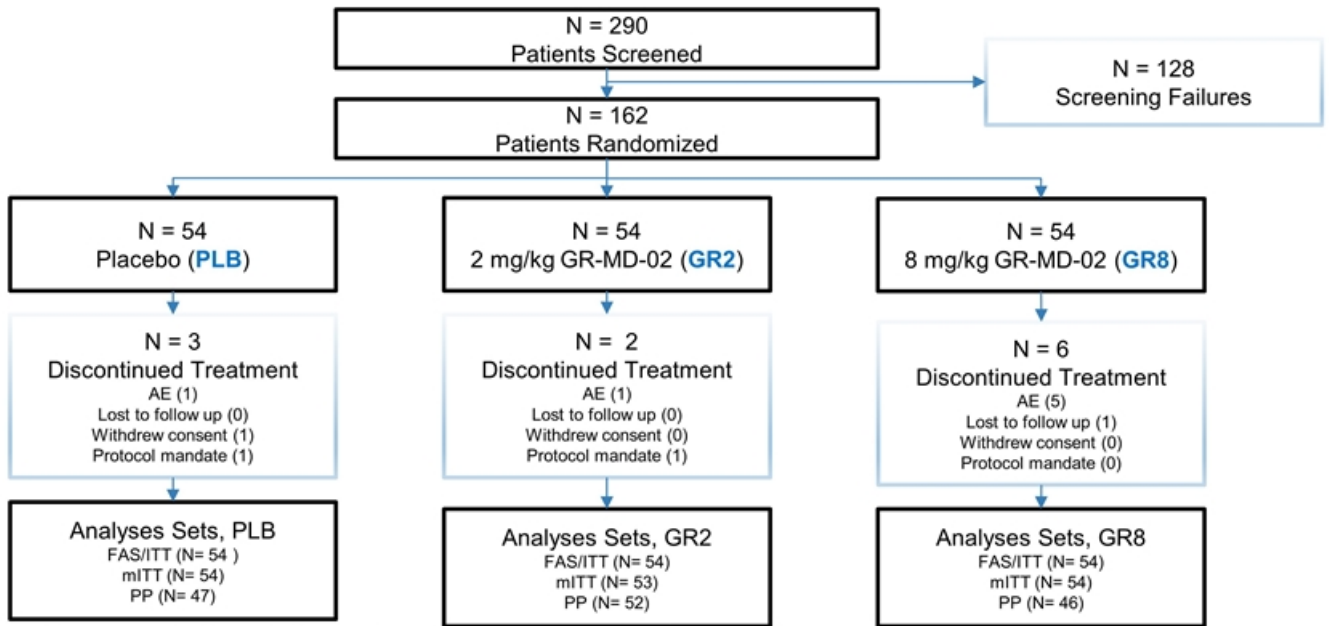 N = 290
Patients Screened
N = 128
Screening Failures
N = 162
Patients Randomized
N = 54
Placebo (PLB)
N = 54
2 mg/kg GR-MD-02 (GR2)
N = 54
8 mg/kg GR-MD-02 (GR8)
N = 3
Discontinued Treatment
AE (1)
Lost to follow up (0)
Withdrew consent (1)
Protocol mandate (1)
N = 2
Discontinued Treatment
AE (1)
Lost to follow up (0)
Withdrew consent (0)
Protocol mandate (1)
N = 6
Discontinued Treatment
AE (5)
Lost to follow up (1)
Withdrew consent (0)
Protocol mandate (0)
Analyses Sets, PLB
FAS/ITT (N= 54 )
mITT (N= 54)
PP (N= 47)
Analyses Sets, GR2
FAS/ITT (N= 54)
mITT (N= 53)
PP (N= 52)
Analyses Sets, GR8
FAS/ITT (N= 54)
mITT (N= 54)
PP (N= 46)